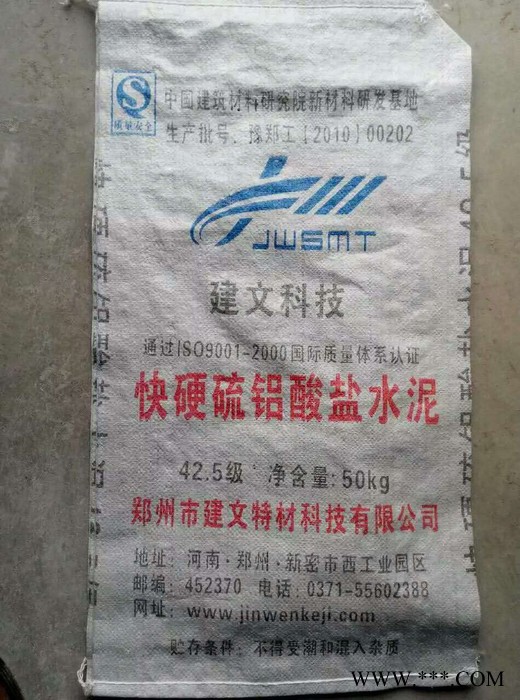 质量安全
中国建筑材料研究院新材料研发基地
生产批号、豫郑工[2010]00202
JWSMT
建文科技
通过ISO9001-2000国际质量体系认证
快硬硫铝酸盐水泥
42.5级 净含量:50kg
郑州市建文特材科技有限公司
地址: 河南·郑州·新密市西工业园区
邮编: 452370 电话: 0371-55602388
网址: www.jinwenkeji.com
贮存条件: 不得受潮和混入杂质
WWW.***.COM